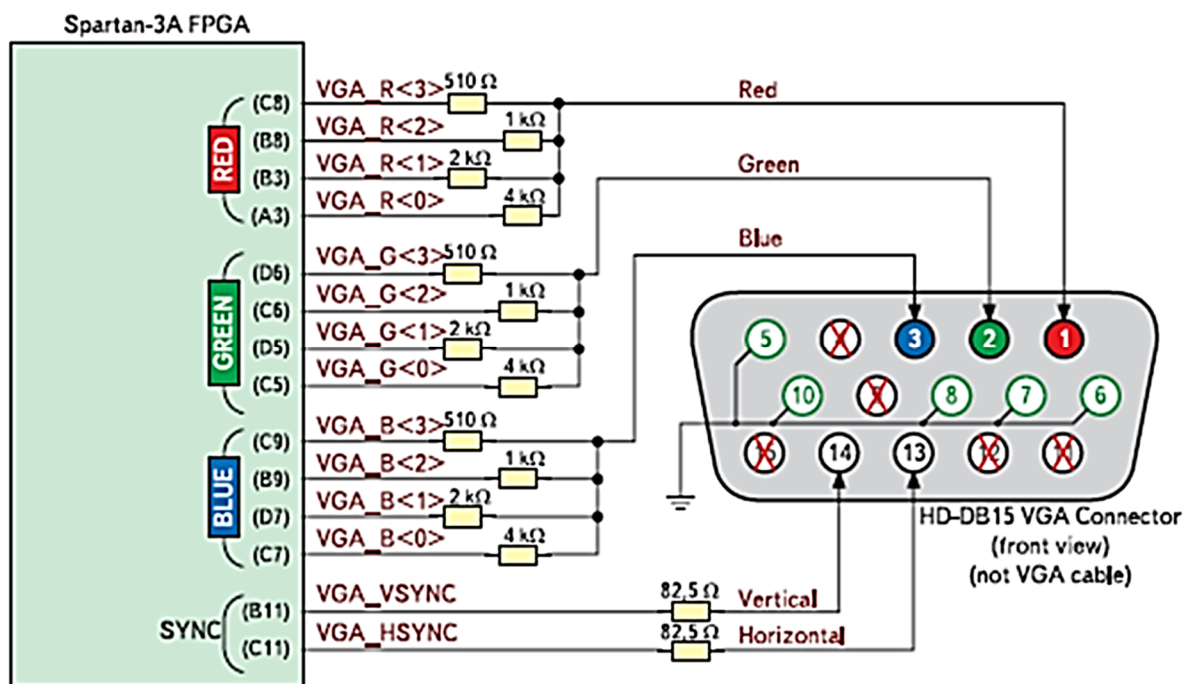 Spartan-3A FPGA
RED
(C8)
VGA_R<3>
510 Ω
Red
(B8)
VGA_R<2>
1 kΩ
(B3)
VGA_R<1>
2 kΩ
(A3)
VGA_R<0>
4 kΩ
Green
GREEN
(D6)
VGA_G<3>
510 Ω
(C6)
VGA_G<2>
1 kΩ
(D5)
VGA_G<1>
2 kΩ
(C5)
VGA_G<0>
4 kΩ
Blue
BLUE
(C9)
VGA_B<3>
510 Ω
(B9)
VGA_B<2>
1 kΩ
(D7)
VGA_B<1>
2 kΩ
(C7)
VGA_B<0>
4 kΩ
SYNC
(B11)
VGA_VSYNC
82,5 Ω
Vertical
(C11)
VGA_HSYNC
82,5 Ω
Horizontal
5
3
2
1
10
8
7
6
15
14
13
12
11
HD-DB15 VGA Connector
(front view)
(not VGA cable)